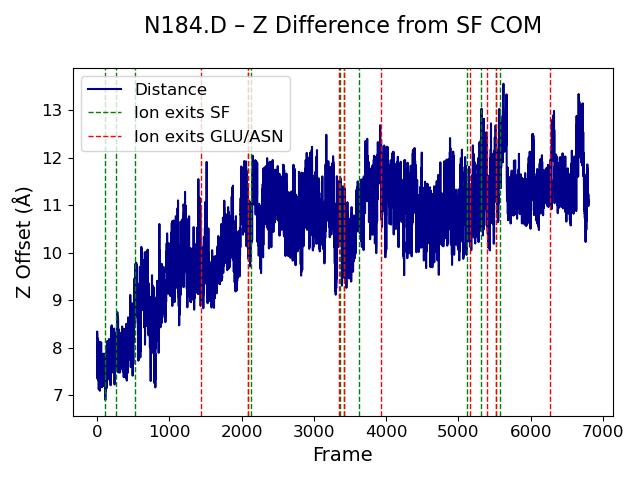 N184.D – Z Difference from SF COM
Distance
Ion exits SF
Ion exits GLU/ASN
Z Offset (Å)
13
12
11
10
9
8
7
0 1000 2000 3000 4000 5000 6000 7000
Frame